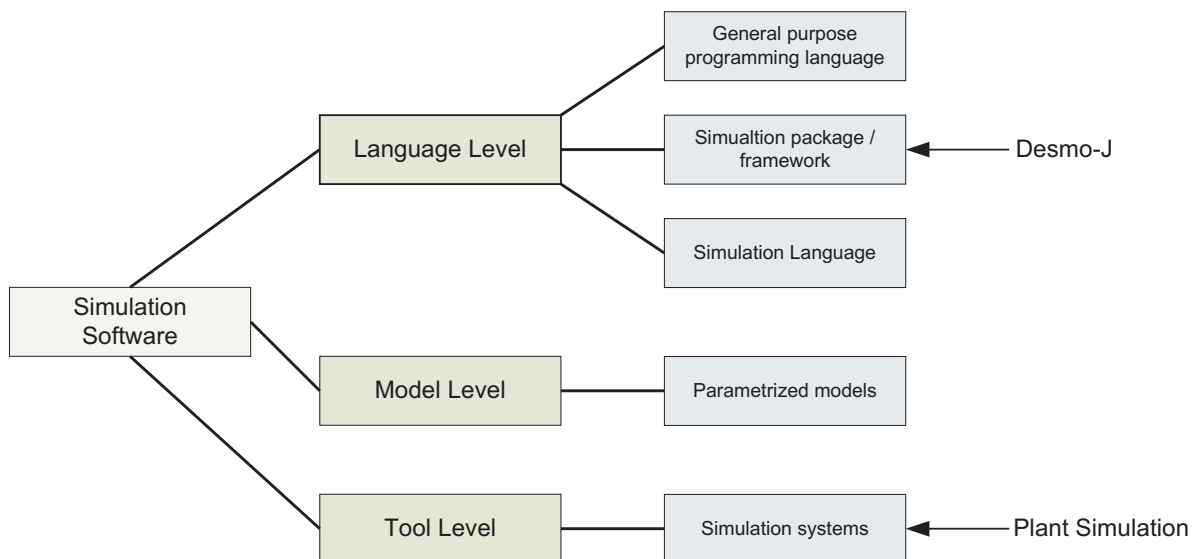 General purpose
programming language
Language Level
Simualtion package /
framework
Desmo-J
Simulation Language
Simulation
Software
Model Level
Parametrized models
Tool Level
Simulation systems
Plant Simulation